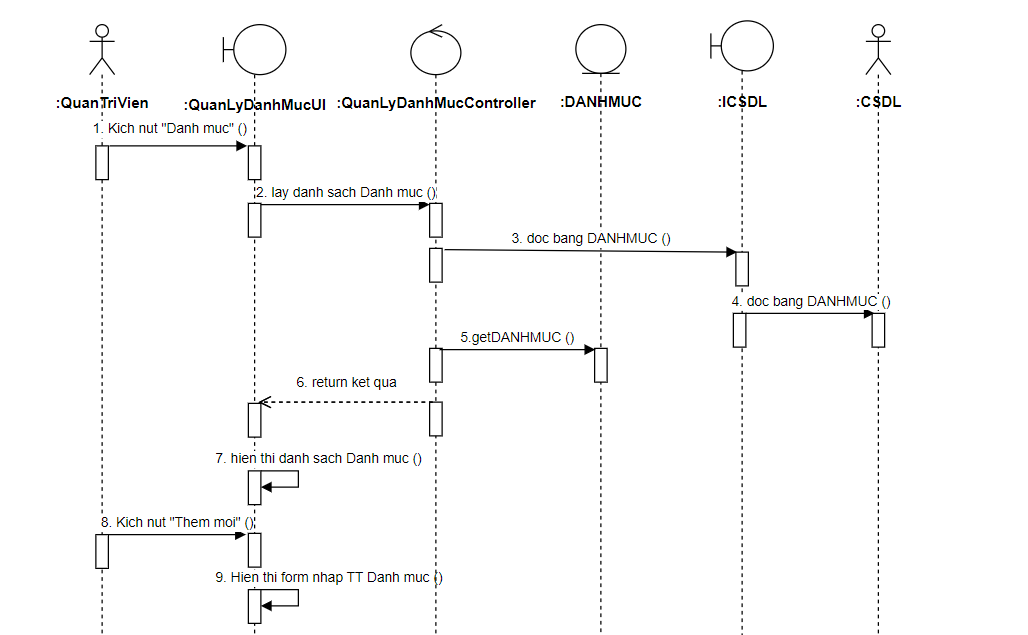 :QuanTriVien
:QuanLyDanhMucUI
:QuanLyDanhMucController
:DANHMUC
:ICSDL
:CSDL
1. Kich nut "Danh muc" ()
2. lay danh sach Danh muc ()
3. doc bang DANHMUC ()
4. doc bang DANHMUC ()
5.getDANHMUC ()
6. return ket qua
7. hien thi danh sach Danh muc ()
8. Kich nut "Them moi" ()
9. Hien thi form nhap TT Danh muc ()